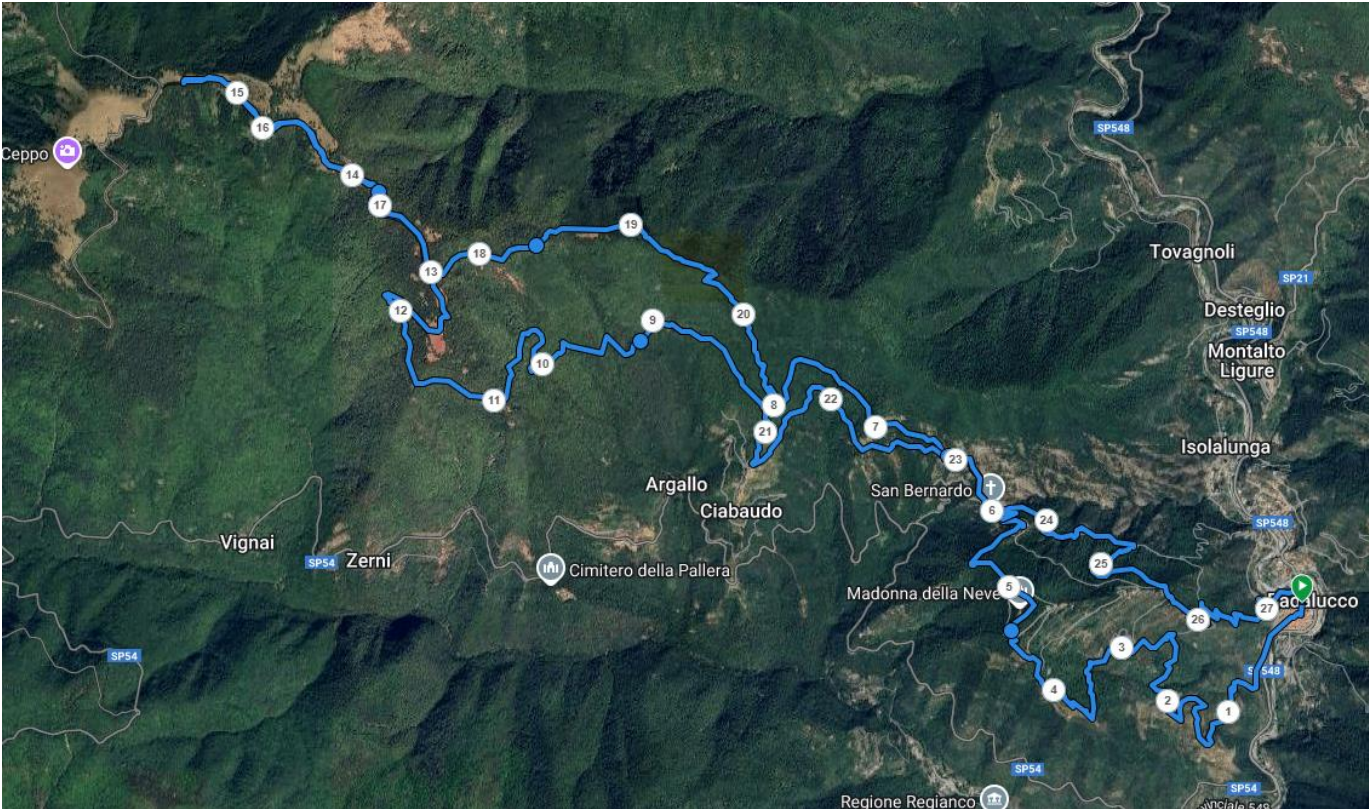 SP548
15
16
Ceppo
14
17
19
Tovagnoli
18
13
SP21
12
Desteglio
20
9
SP548
Montalto
Ligure
10
11
8
22
7
21
Isolalunga
23
Argallo
San Bernardo
Ciabaudo
6
24
SP548
Vignai
SP54
Zerni
25
Cimitero della Pallera
5
Madonna della Neve
27
26
3
SP54
4
2
1
SP54
Regione Regianco
SP54